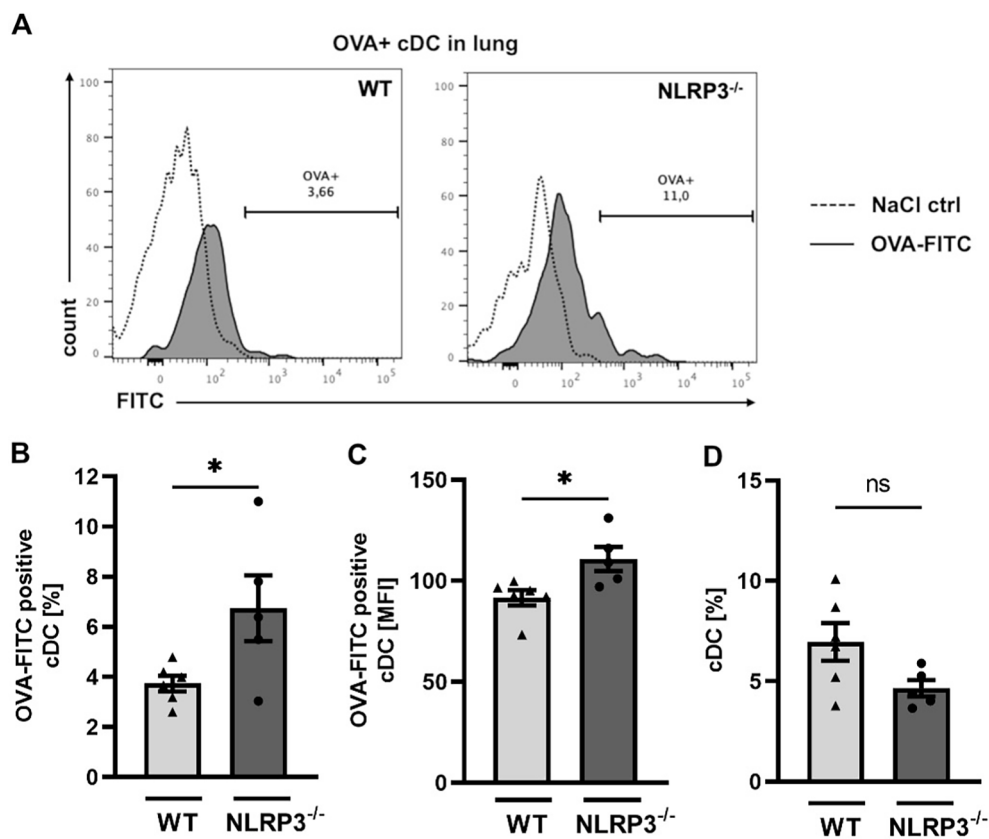 A
OVA+ cDC in lung
WT
NLRP3-/-
OVA+
3,66
OVA+
11,0
100
80
60
40
20
0
100
80
60
40
20
0
count
0 10² 10³ 10⁴ 10⁵
0 10² 10³ 10⁴ 10⁵
FITC
NaCl ctrl
OVA-FITC
B
OVA-FITC positive
cDC [%]
12
10
8
6
4
2
0
*
WT NLRP3-/-
C
OVA-FITC positive
cDC [MFI]
150
100
50
0
*
WT NLRP3-/-
D
cDC [%]
15
10
5
0
ns
WT NLRP3-/-